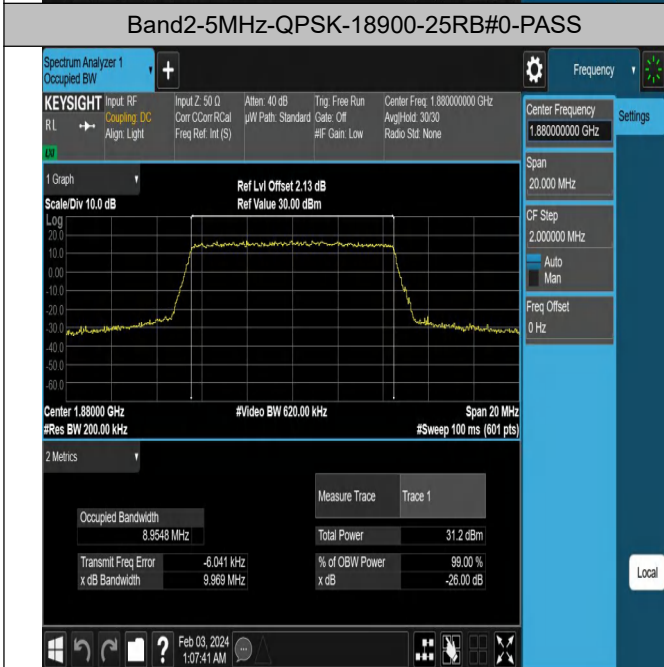 Band2-5MHz-QPSK-18900-25RB#0-PASS
Spectrum Analyzer 1
Occupied BW
+
Frequency
KEYSIGHT
RL
Input: RF
Coupling: DC
Align: Light
Input Z: 50 Ω
Corr CCorr RCal
Freq Ref: Int (S)
Atten: 40 dB
µW Path: Standard
Trig: Free Run
Gate: Off
#IF Gain: Low
Center Freq: 1.880000000 GHz
Avg|Hold: 30/30
Radio Std: None
Center Frequency
1.880000000 GHz
Settings
Span
20.000 MHz
CF Step
2.000000 MHz
Auto
Man
Freq Offset
0 Hz
1 Graph
Scale/Div 10.0 dB
Ref Lvl Offset 2.13 dB
Ref Value 30.00 dBm
Log
20.0
10.0
0.00
-10.0
-20.0
-30.0
-40.0
-50.0
-60.0
Center 1.88000 GHz
#Video BW 620.00 kHz
Span 20 MHz
#Res BW 200.00 kHz
#Sweep 100 ms (601 pts)
2 Metrics
Measure Trace Trace 1
Occupied Bandwidth
8.9548 MHz
Total Power 31.2 dBm
Transmit Freq Error -6.041 kHz
% of OBW Power 99.00 %
x dB Bandwidth 9.969 MHz
x dB -26.00 dB
Local
?
Feb 03, 2024
1:07:41 AM